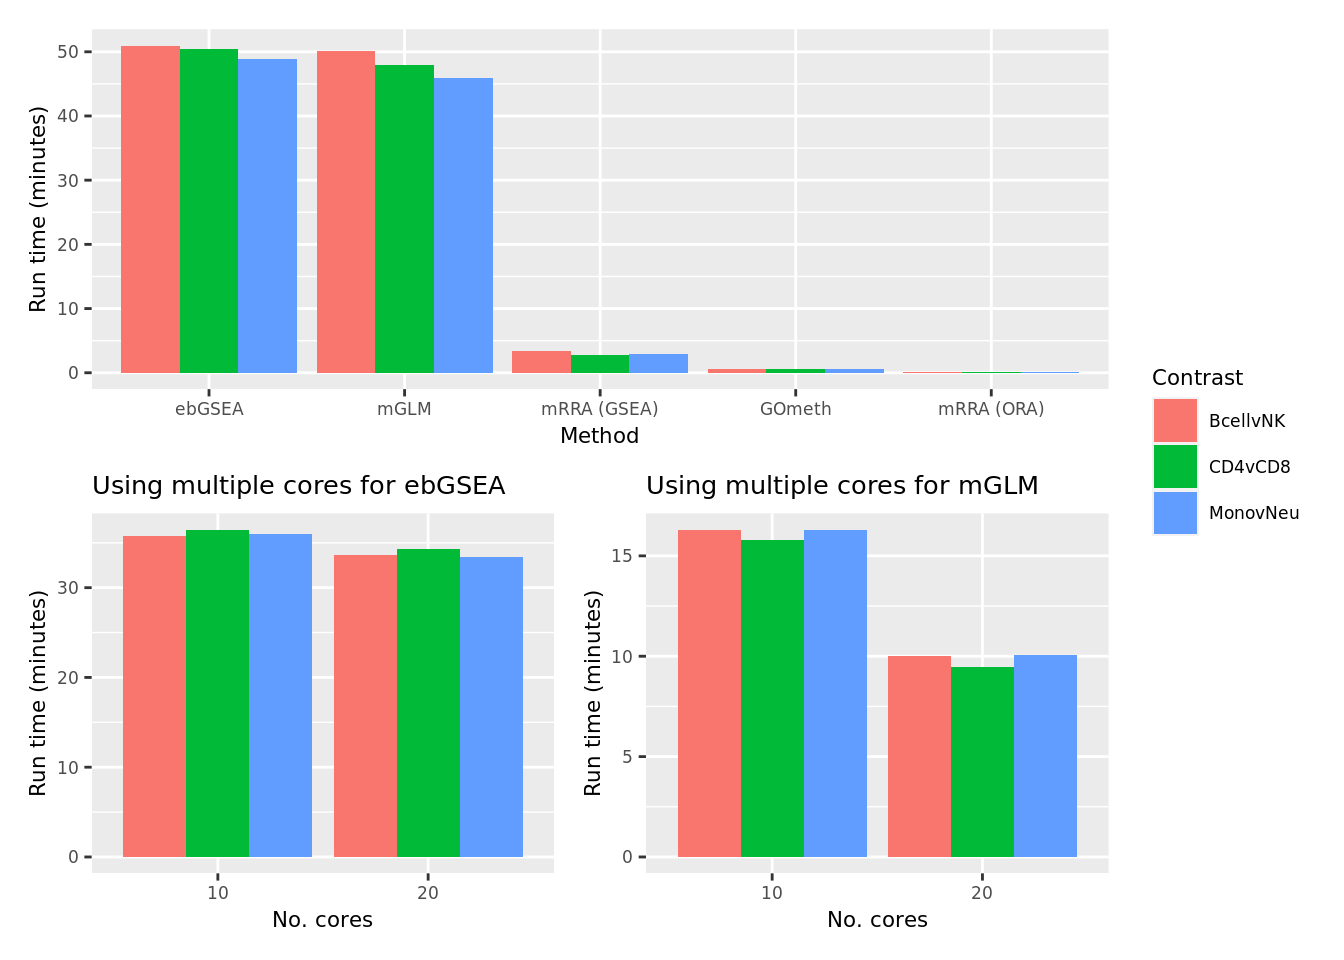 Run time (minutes)
50
40
30
20
10
0
ebGSEA
mGLM
mRRA (GSEA)
GOmeth
mRRA (ORA)
Method
Contrast
BcellvNK
CD4vCD8
MonovNeu
Using multiple cores for ebGSEA
Run time (minutes)
30
20
10
0
10
20
No. cores
Using multiple cores for mGLM
Run time (minutes)
15
10
5
0
10
20
No. cores